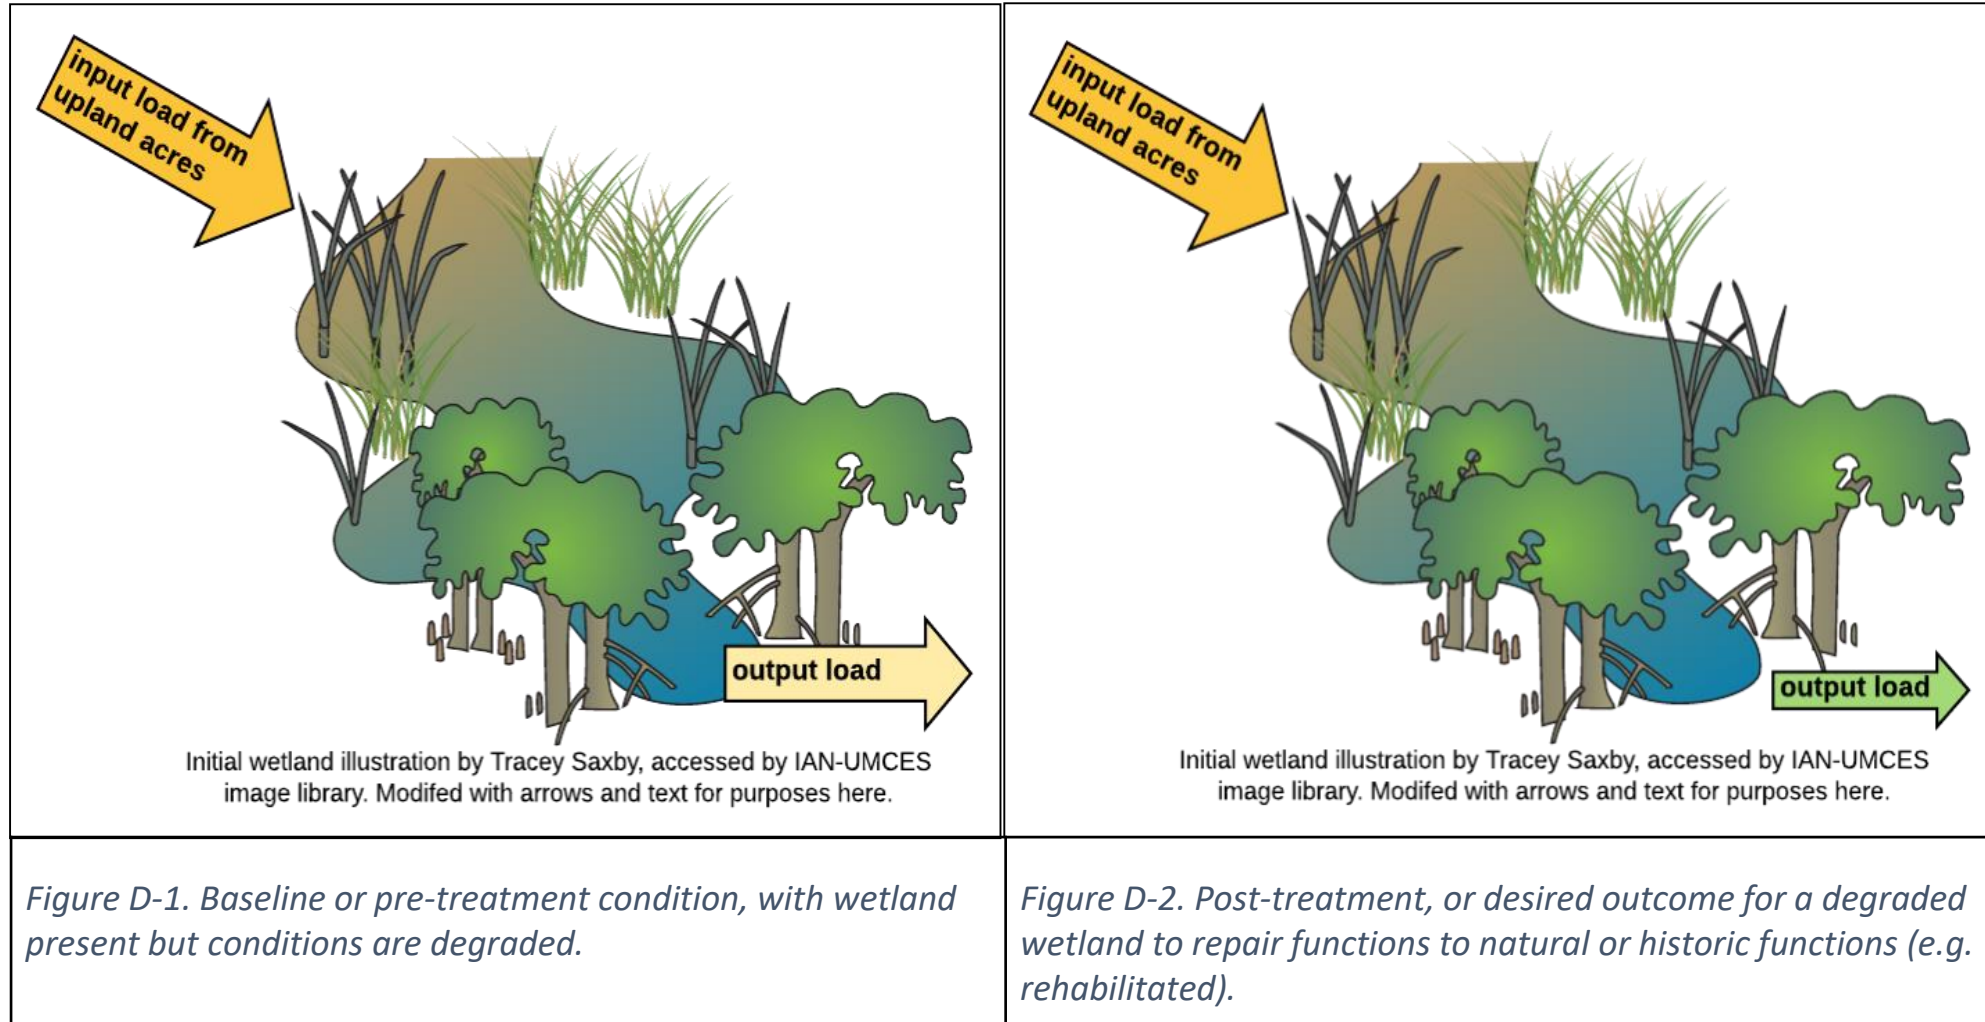 input load from
upland acres
output load
Initial wetland illustration by Tracey Saxby, accessed by IAN-UMCES
image library. Modifed with arrows and text for purposes here.
Figure D-1. Baseline or pre-treatment condition, with wetland
present but conditions are degraded.
input load from
upland acres
output load
Initial wetland illustration by Tracey Saxby, accessed by IAN-UMCES
image library. Modifed with arrows and text for purposes here.
Figure D-2. Post-treatment, or desired outcome for a degraded
wetland to repair functions to natural or historic functions (e.g.
rehabilitated).